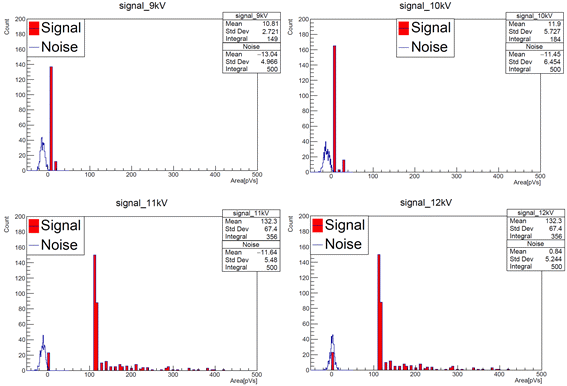 signal_9kV
Count
200
180
160
140
120
100
80
60
40
20
0
0 100 200 300 400 500
Area[pVs]
Signal
Noise
signal_9kV
Mean 10.81
Std Dev 2.721
Integral 149
Noise
Mean −13.04
Std Dev 4.966
Integral 500
signal_10kV
Count
200
180
160
140
120
100
80
60
40
20
0
0 100 200 300 400 500
Area[pVs]
Signal
Noise
signal_10kV
Mean 11.9
Std Dev 5.727
Integral 184
Noise
Mean −11.45
Std Dev 6.454
Integral 500
signal_11kV
Count
200
180
160
140
120
100
80
60
40
20
0
0 100 200 300 400 500
Area[pVs]
Signal
Noise
signal_11kV
Mean 132.3
Std Dev 67.4
Integral 356
Noise
Mean −11.64
Std Dev 5.48
Integral 500
signal_12kV
Count
200
180
160
140
120
100
80
60
40
20
0
0 100 200 300 400 500
Area[pVs]
Signal
Noise
signal_12kV
Mean 132.3
Std Dev 67.4
Integral 356
Noise
Mean 0.84
Std Dev 5.244
Integral 500